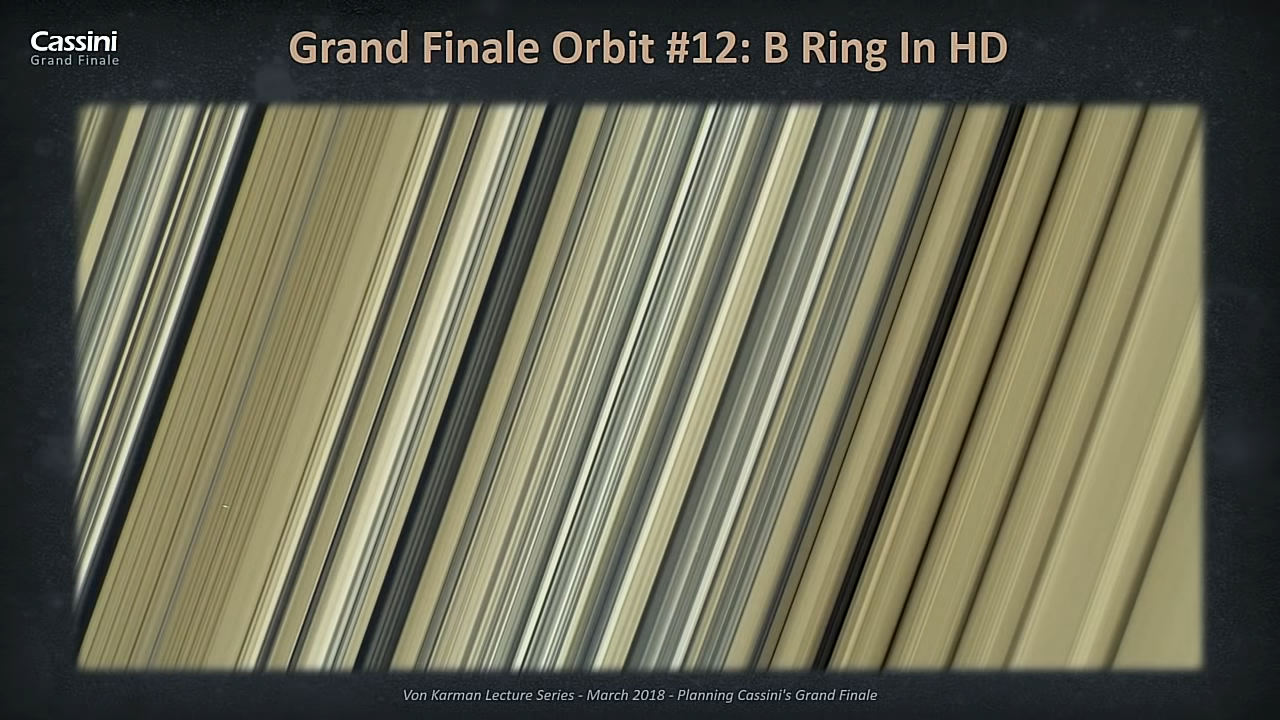 Cassini
Grand Finale
Grand Finale Orbit #12: B Ring In HD
Von Karman Lecture Series - March 2018 - Planning Cassini's Grand Finale